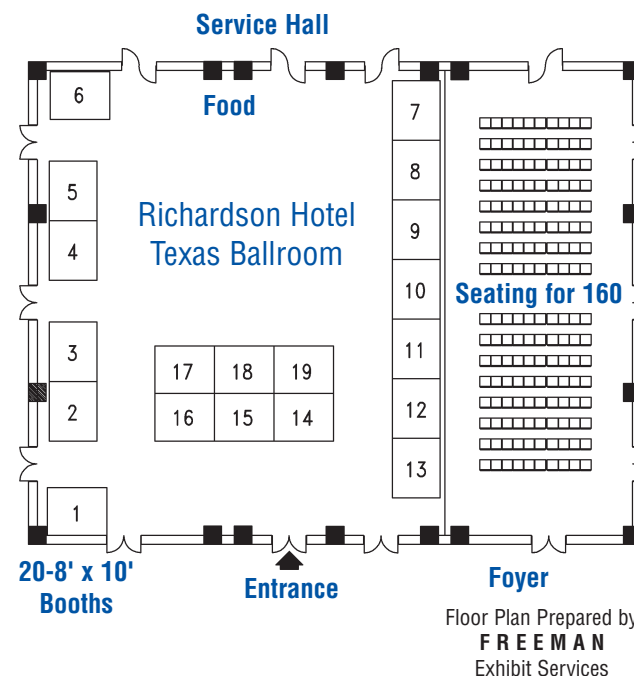 Service Hall
6
Food
7
5
8
Richardson Hotel
Texas Ballroom
9
4
10
Seating for 160
3
11
17 18 19
2
16 15 14
12
13
1
20-8' x 10'
Booths
Entrance
Foyer
Floor Plan Prepared by
FREEMAN
Exhibit Services